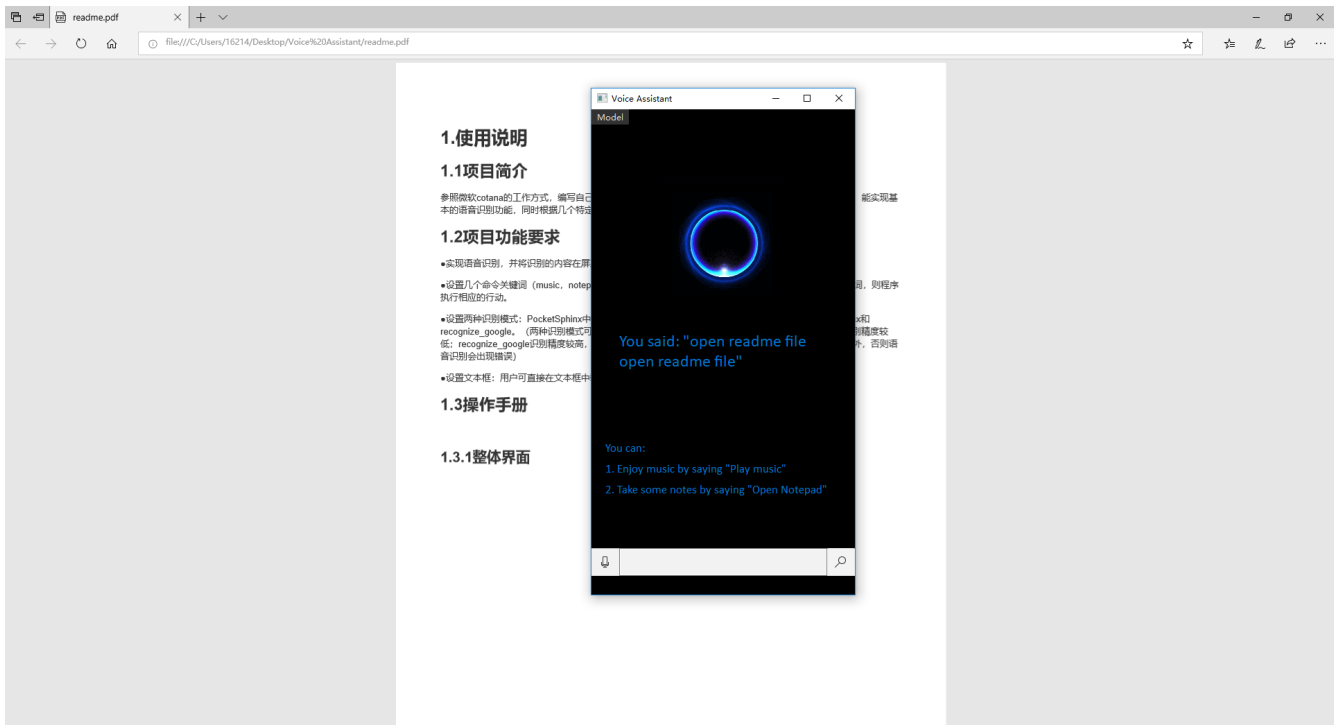 readme.pdf
file:///C:/Users/16214/Desktop/Voice%20Assistant/readme.pdf
1.使用说明
1.1项目简介
参照微软cotana的工作方式，编写自己
能实现基
本的语音识别功能，同时根据几个特定
1.2项目功能要求
●实现语音识别，并将识别的内容在屏
●设置几个命令关键词（music，notep
词，则程序
执行相应的行动。
●设置两种识别模式：PocketSphinx中
x和
recognize_google。（两种识别模式可
别精度较
低；recognize_google识别精度较高，
外，否则语
音识别会出现错误）
●设置文本框：用户可直接在文本框中
1.3操作手册
1.3.1整体界面
Voice Assistant
Model
You said: "open readme file
open readme file"
You can:
1. Enjoy music by saying "Play music"
2. Take some notes by saying "Open Notepad"